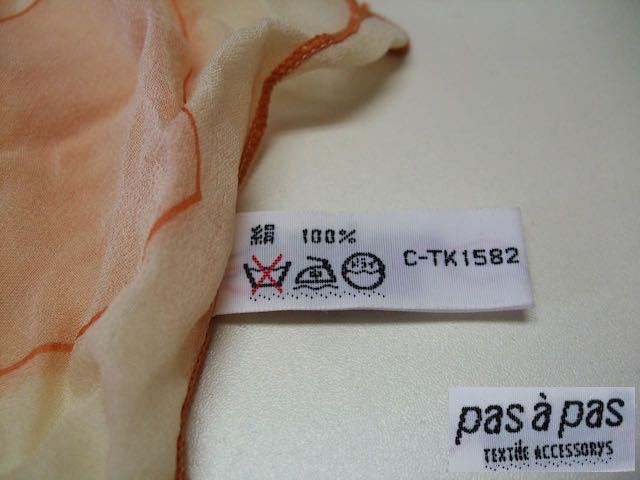 絹 100%
C-TK1582
pas à pas
TEXTILE ACCESSORYS